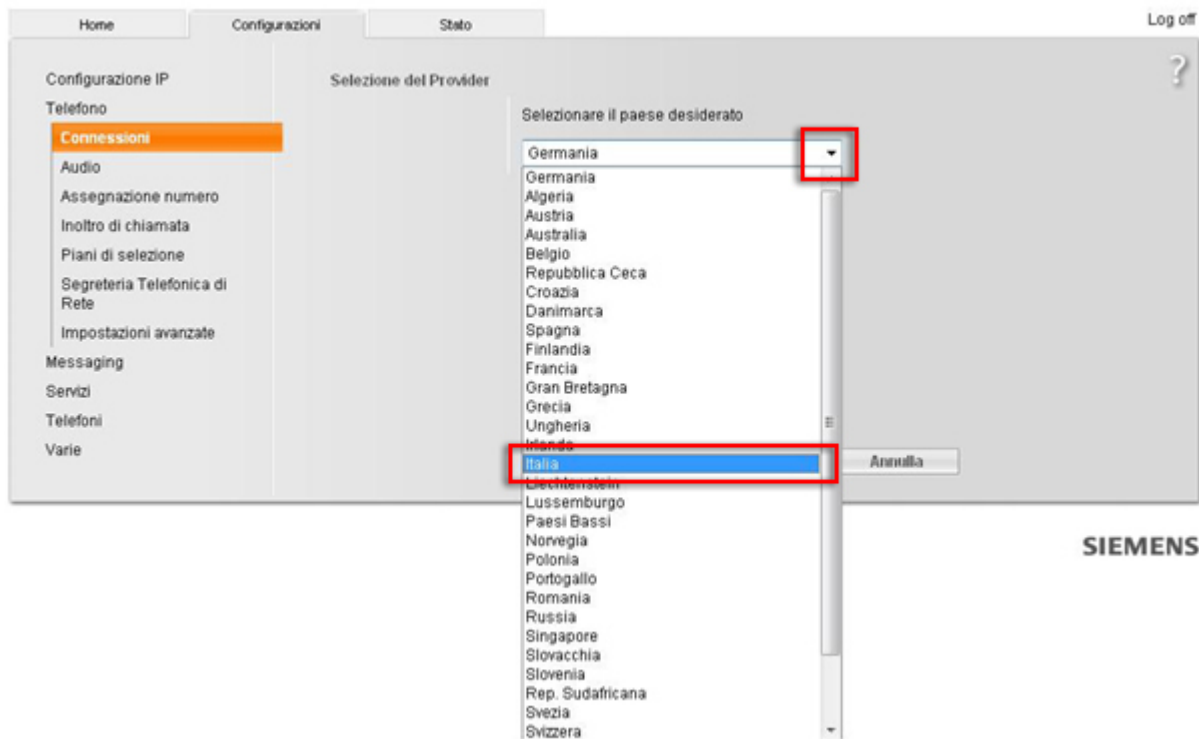 Home Configurazioni Stato Log off
Configurazione IP
Telefono
Connessioni
Audio
Assegnazione numero
Inoltro di chiamata
Piani di selezione
Segreteria Telefonica di
Rete
Impostazioni avanzate
Messaging
Servizi
Telefoni
Varie
Selezione del Provider
?
Selezionare il paese desiderato
Germania
Germania
Algeria
Austria
Australia
Belgio
Repubblica Ceca
Croazia
Danimarca
Spagna
Finlandia
Francia
Gran Bretagna
Grecia
Ungheria
Irlanda
Italia
Liechtenstein
Lussemburgo
Paesi Bassi
Norvegia
Polonia
Portogallo
Romania
Russia
Singapore
Slovacchia
Slovenia
Rep. Sudafricana
Svezia
Svizzera
Annulla
SIEMENS